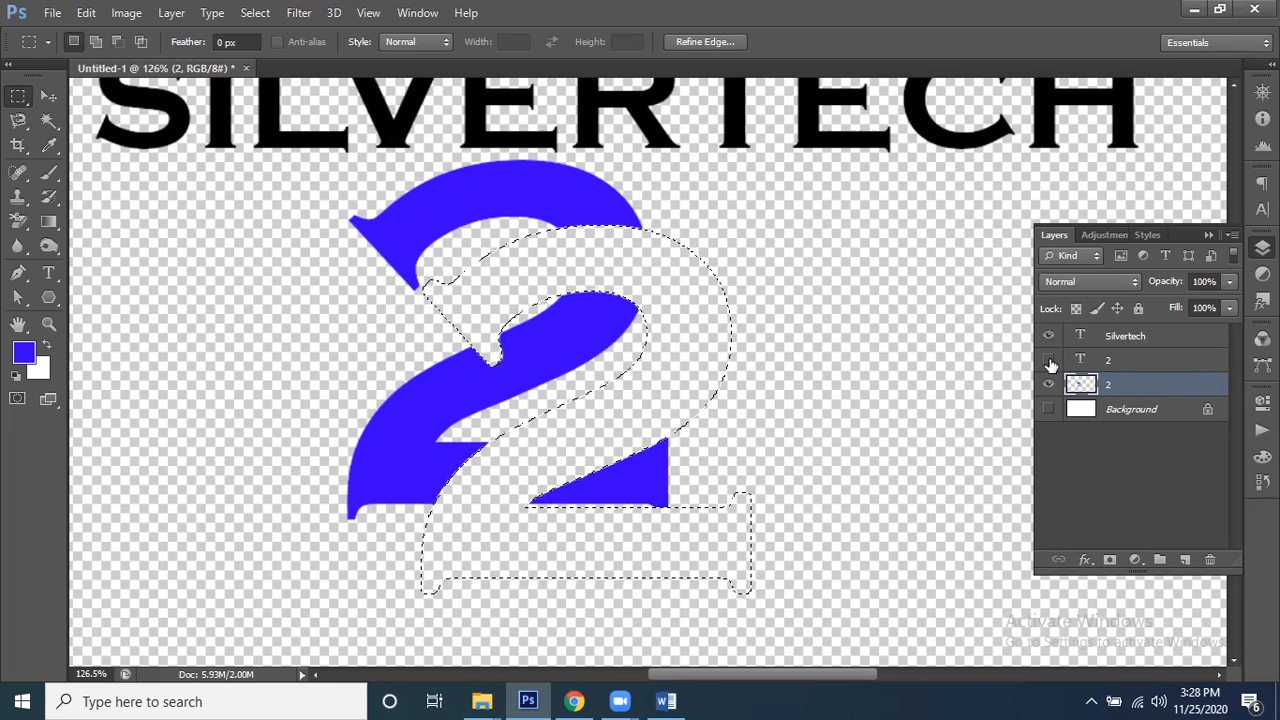 Ps File Edit Image Layer Type Select Filter 3D View Window Help
Feather: 0 px Anti-alias Style: Normal Width: Height: Refine Edge... Essentials
Untitled-1 @ 126% (2, RGB/8#) * ×
SILVERTECH
2
Layers Adjustmen Styles
Kind
Normal Opacity: 100%
Lock: Fill: 100%
T Silvertech
T 2
2
Background
fx
Activate Windows
Go to Settings to activate Windows.
126.5% Doc: 5.93M/2.00M
Type here to search
Ps
3:28 PM
11/25/2020
6